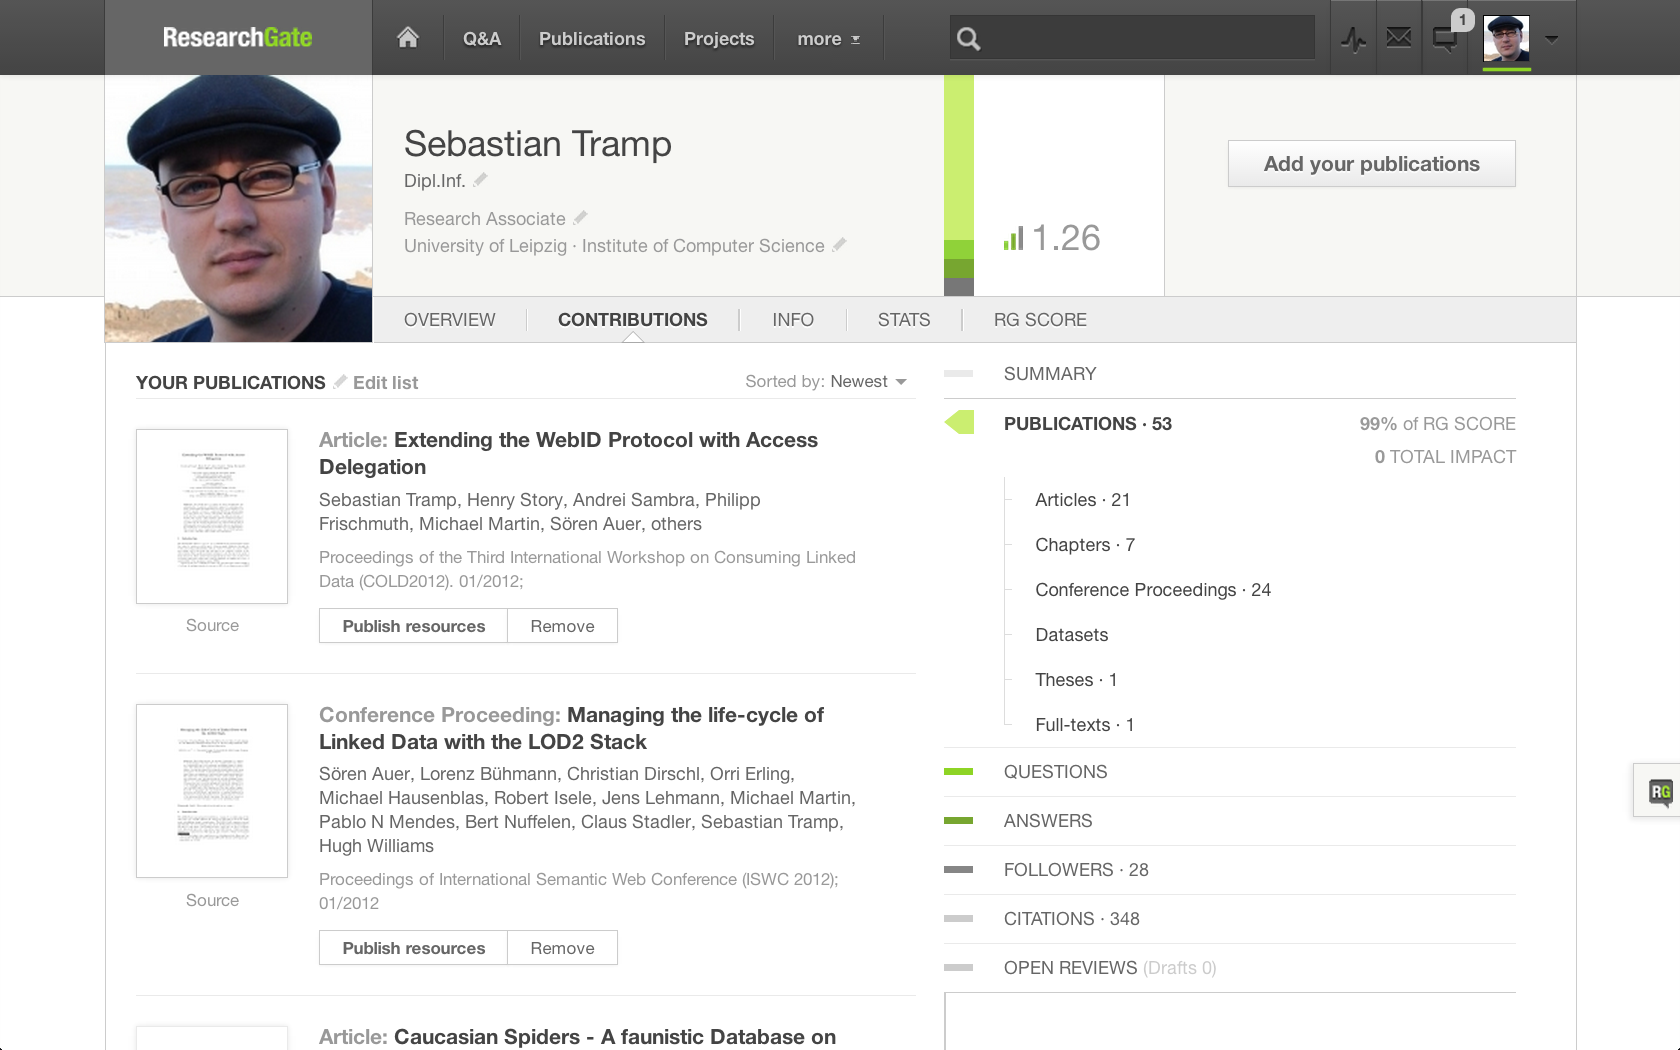 ResearchGate
Q&A
Publications
Projects
more
1
Sebastian Tramp
Dipl.Inf.
Research Associate
University of Leipzig · Institute of Computer Science
1.26
Add your publications
OVERVIEW
CONTRIBUTIONS
INFO
STATS
RG SCORE
YOUR PUBLICATIONS Edit list
Sorted by: Newest
Article: Extending the WebID Protocol with Access
Delegation
Sebastian Tramp, Henry Story, Andrei Sambra, Philipp
Frischmuth, Michael Martin, Sören Auer, others
Proceedings of the Third International Workshop on Consuming Linked
Data (COLD2012). 01/2012;
Source
Publish resources
Remove
Conference Proceeding: Managing the life-cycle of
Linked Data with the LOD2 Stack
Sören Auer, Lorenz Bühmann, Christian Dirschl, Orri Erling,
Michael Hausenblas, Robert Isele, Jens Lehmann, Michael Martin,
Pablo N Mendes, Bert Nuffelen, Claus Stadler, Sebastian Tramp,
Hugh Williams
Proceedings of International Semantic Web Conference (ISWC 2012);
01/2012
Source
Publish resources
Remove
Article: Caucasian Spiders - A faunistic Database on
SUMMARY
PUBLICATIONS · 53
99% of RG SCORE
0 TOTAL IMPACT
Articles · 21
Chapters · 7
Conference Proceedings · 24
Datasets
Theses · 1
Full-texts · 1
QUESTIONS
ANSWERS
FOLLOWERS · 28
CITATIONS · 348
OPEN REVIEWS (Drafts 0)
RG